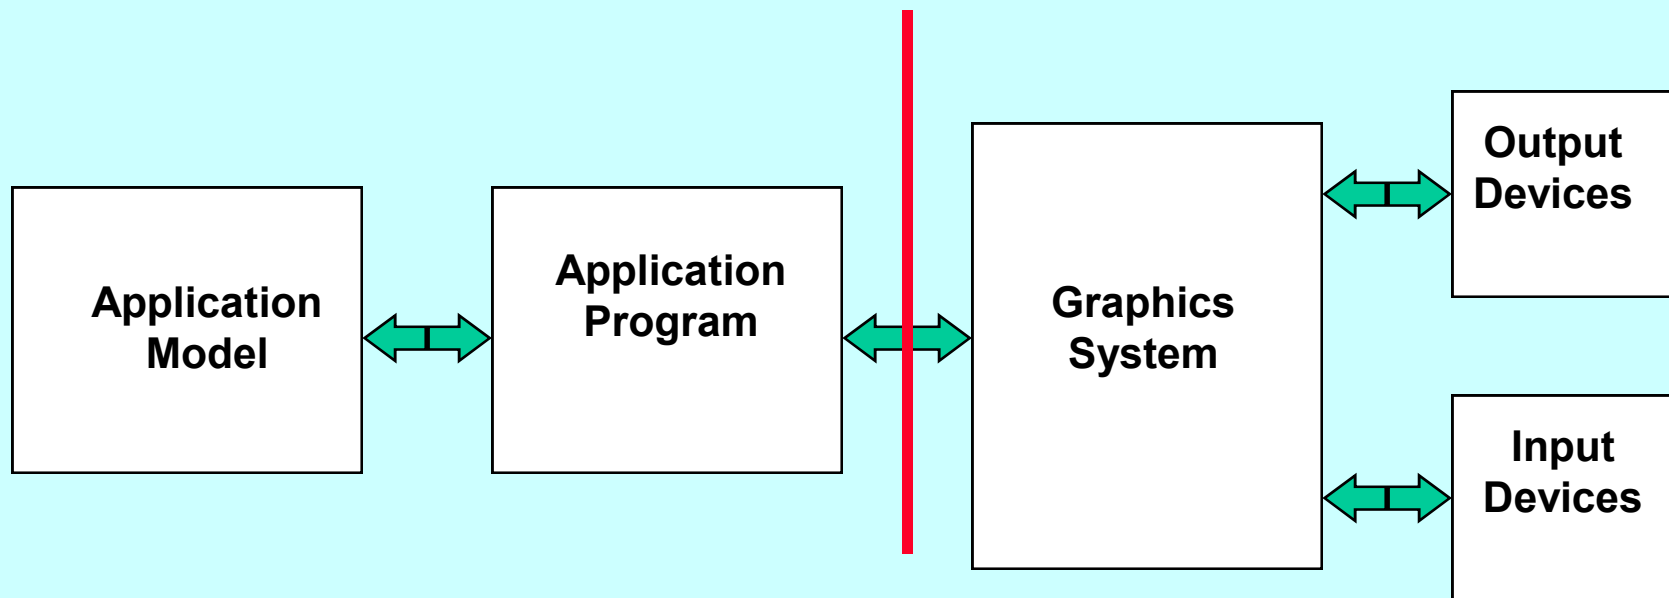 Application
Model
Application
Program
Graphics
System
Output
Devices
Input
Devices